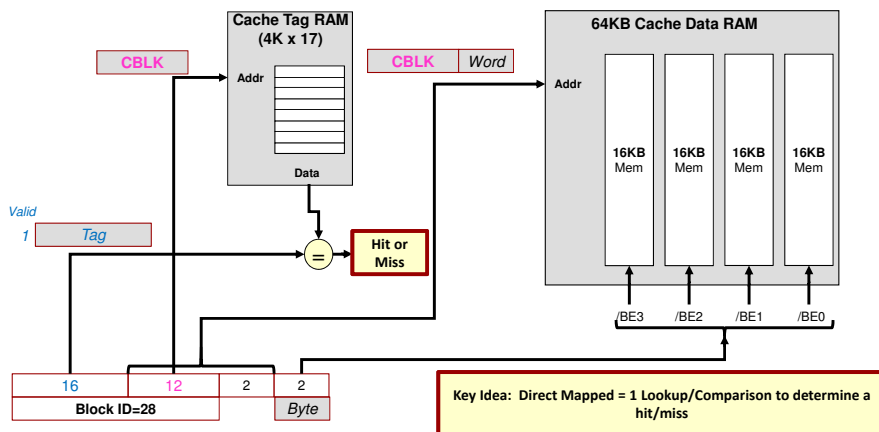 Cache Tag RAM
(4K x 17)
64KB Cache Data RAM
CBLK
CBLK Word
Addr
Addr
16KB
Mem
16KB
Mem
16KB
Mem
16KB
Mem
Data
Valid
1 Tag
=
Hit or
Miss
/BE3 /BE2 /BE1 /BE0
16 12 2 2
Block ID=28 Byte
Key Idea: Direct Mapped = 1 Lookup/Comparison to determine a
hit/miss